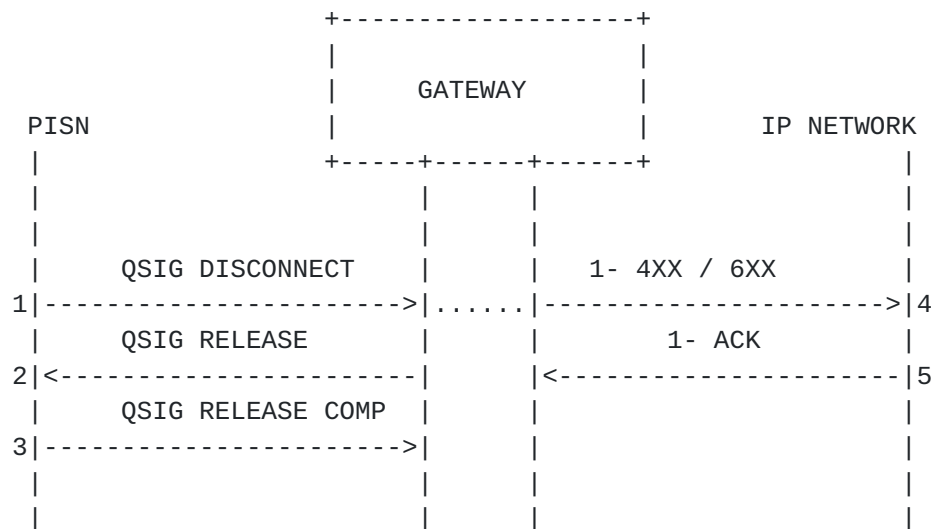 GATEWAY
PISN IP NETWORK
QSIG DISCONNECT 1- 4XX / 6XX
1 4
QSIG RELEASE 1- ACK
2 5
QSIG RELEASE COMP
3